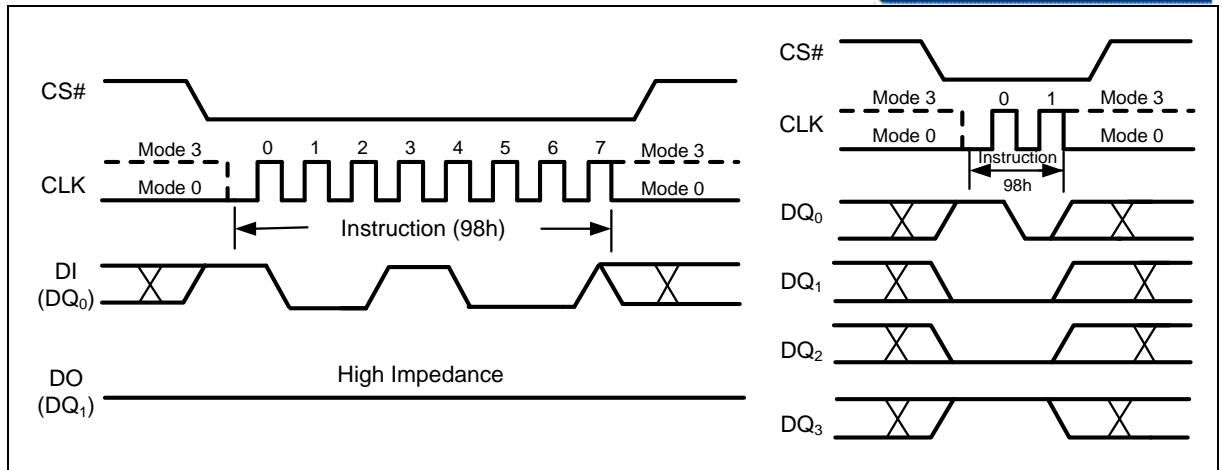 CS#
Mode 3 0 1 2 3 4 5 6 7 Mode 3
CLK
Mode 0 Mode 0
Instruction (98h)
DI
(DQ0)
High Impedance
DO
(DQ1)
CS#
Mode 3 0 1 Mode 3
CLK
Mode 0 Mode 0
Instruction
98h
DQ0
DQ1
DQ2
DQ3